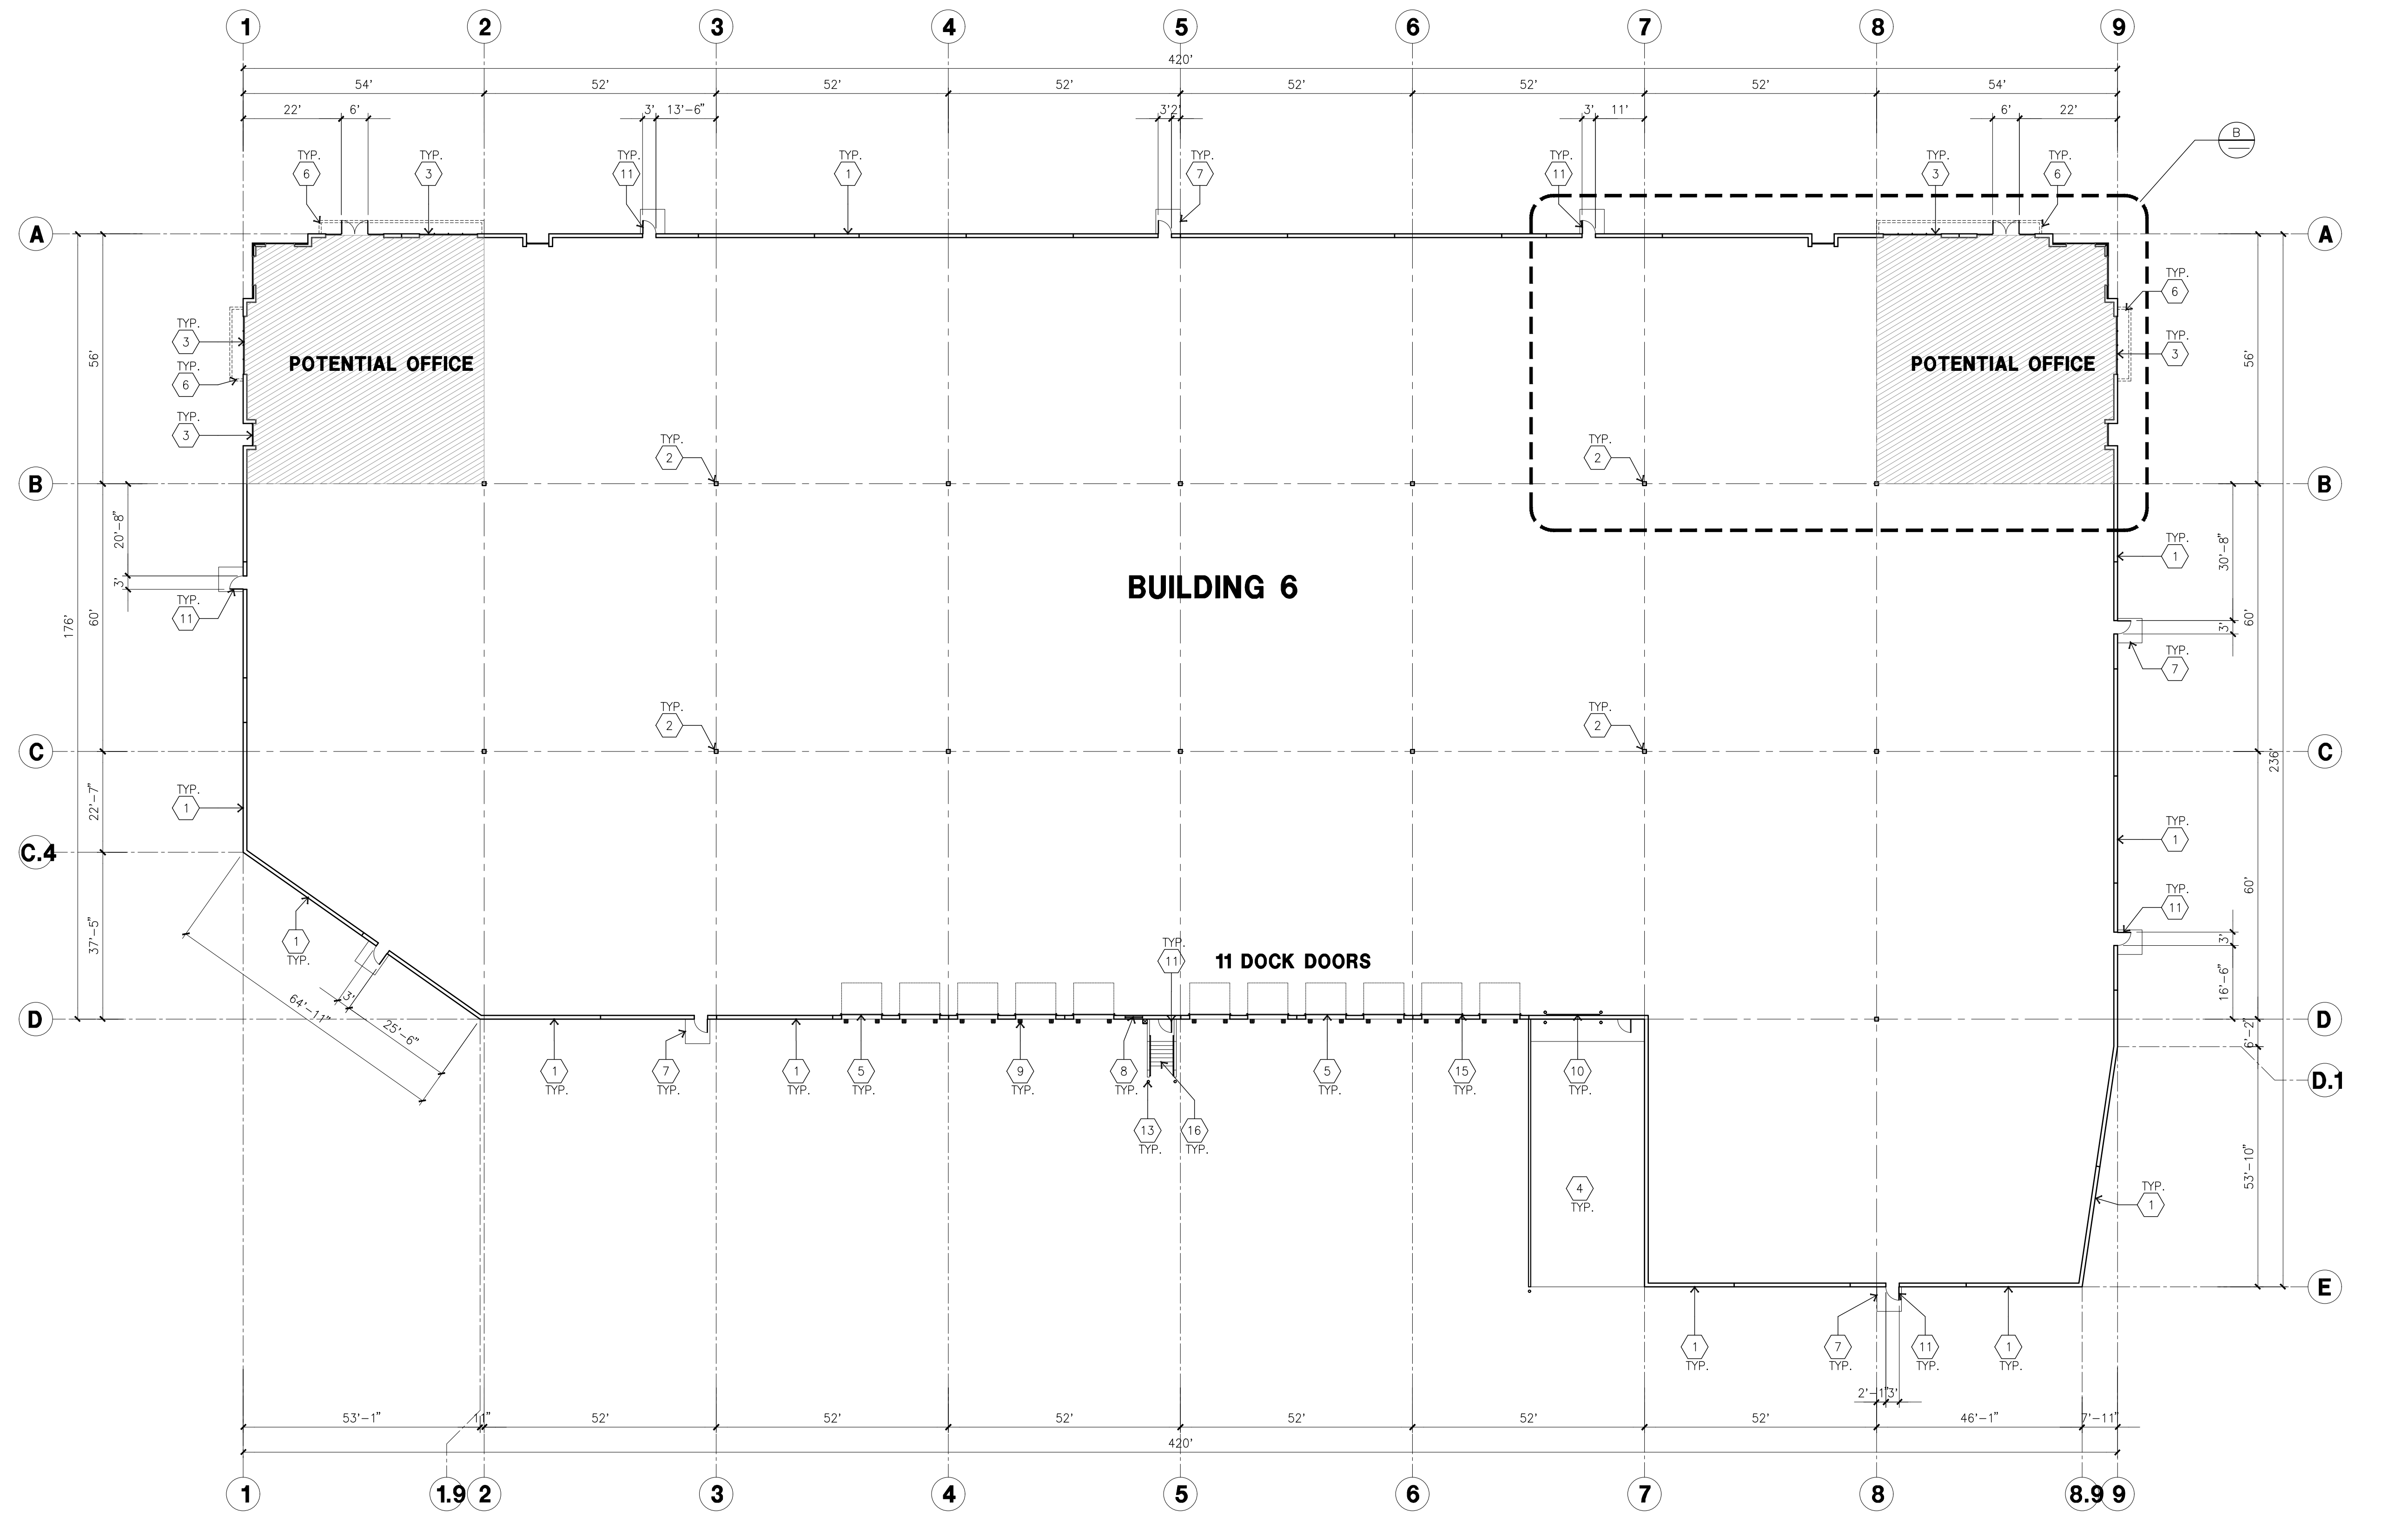 1 2 3 4 5 6 7 8 9
420'
54' 52' 52' 52' 52' 52' 52' 54'
22' 6' 3' 13'-6" 3' 2' 3' 11' 6' 22'
B
TYP. TYP. TYP. TYP. TYP. TYP. TYP. TYP.
6 3 11 1 7 11 3 6
A A
TYP.
6
TYP. TYP.
3 3
56' POTENTIAL OFFICE POTENTIAL OFFICE 56'
TYP.
6
TYP.
3
TYP. TYP.
2 2
B B
20'-8" 30'-8"
TYP.
1
3' BUILDING 6
TYP.
11
176' 60' 3' 60'
TYP.
7
TYP. TYP.
2 2
C C
236'
22'-7"
TYP.
1
TYP.
1
C.4
60'
TYP.
11
37'-5"
1
TYP.
3'
TYP.
11
11 DOCK DOORS
16'-6"
3'
64'-11"
25'-6"
D D
6'-2"
1 7 1 5 9 8 5 15 10
TYP. TYP. TYP. TYP. TYP. TYP. TYP. TYP. TYP.
D.1
13 16
TYP. TYP.
53'-10"
4
TYP.
TYP.
1
E
1 7 11 1
TYP. TYP. TYP. TYP.
2'-1" 3'
53'-1" 11" 52' 52' 52' 52' 52' 52' 46'-1" 7'-11"
420'
1 1.9 2 3 4 5 6 7 8 8.9 9